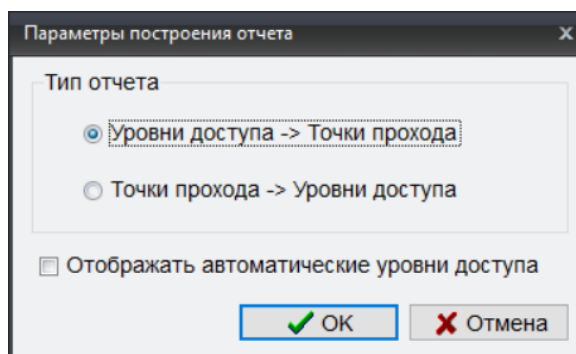 Параметры построения отчета
Тип отчета
Уровни доступа -> Точки прохода
Точки прохода -> Уровни доступа
Отображать автоматические уровни доступа
OK
Отмена